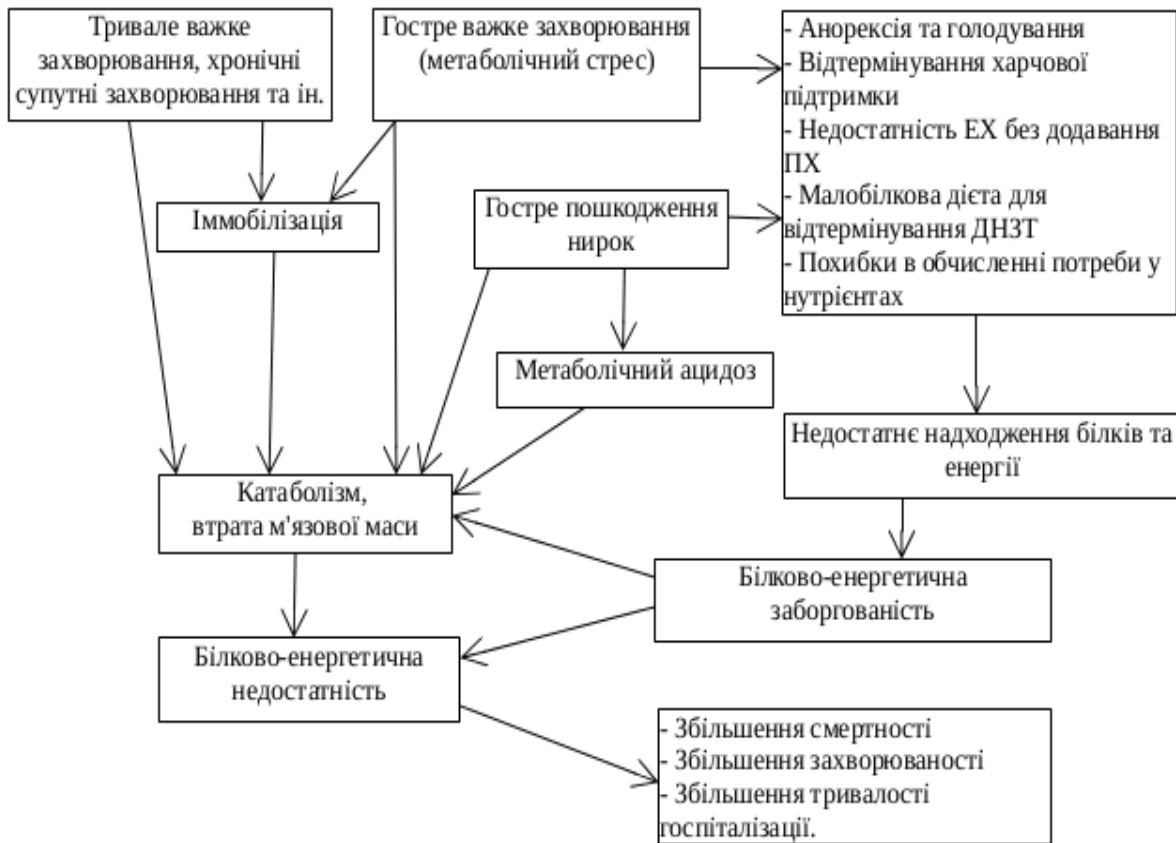 Тривале важке
захворювання, хронічні
супутні захворювання та ін.
Гостре важке захворювання
(метаболічний стрес)
- Анорексія та голодування
- Відтермінування харчової
підтримки
- Недостатність ЕХ без додавання
ПХ
- Малобілкова дієта для
відтермінування ДНЗТ
- Похибки в обчисленні потреби у
нутрієнтах
Іммобілізація
Гостре пошкодження
нирок
Метаболічний ацидоз
Недостатнє надходження білків та
енергії
Катаболізм,
втрата м'язової маси
Білково-енергетична
заборгованість
Білково-енергетична
недостатність
- Збільшення смертності
- Збільшення захворюваності
- Збільшення тривалості
госпіталізації.